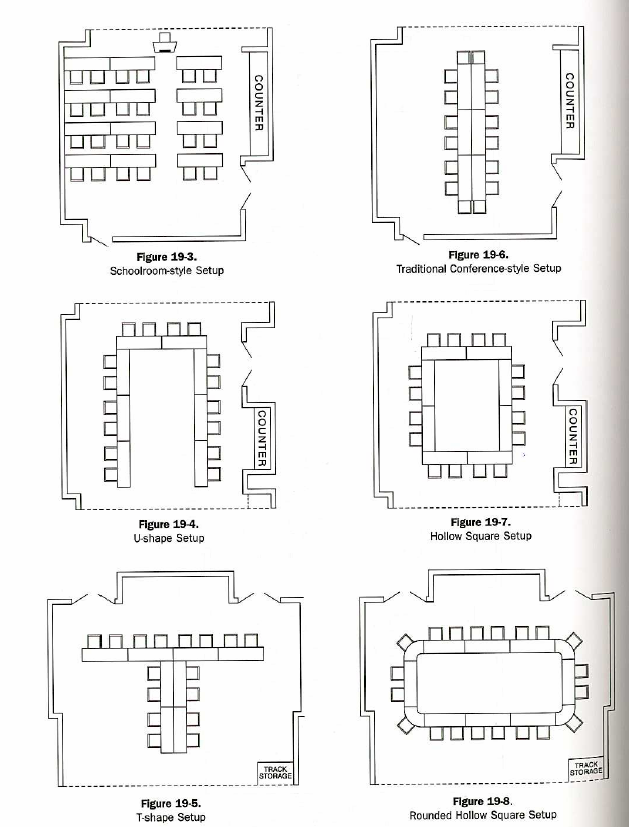 COUNTER
Figure 19-3.
Schoolroom-style Setup
COUNTER
Figure 19-6.
Traditional Conference-style Setup
COUNTER
Figure 19-4.
U-shape Setup
COUNTER
Figure 19-7.
Hollow Square Setup
TRACK
STORAGE
Figure 19-5.
T-shape Setup
TRACK
STORAGE
Figure 19-8.
Rounded Hollow Square Setup